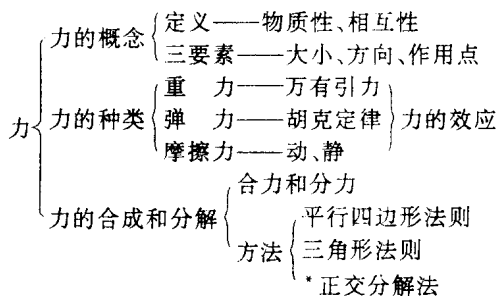 定义——物质性、相互性
力的概念
三要素——大小、方向、作用点
重 力——万有引力
力 力的种类 弹 力——胡克定律 力的效应
摩擦力——动、静
合力和分力
力的合成和分解
平行四边形法则
方法 三角形法则
*正交分解法